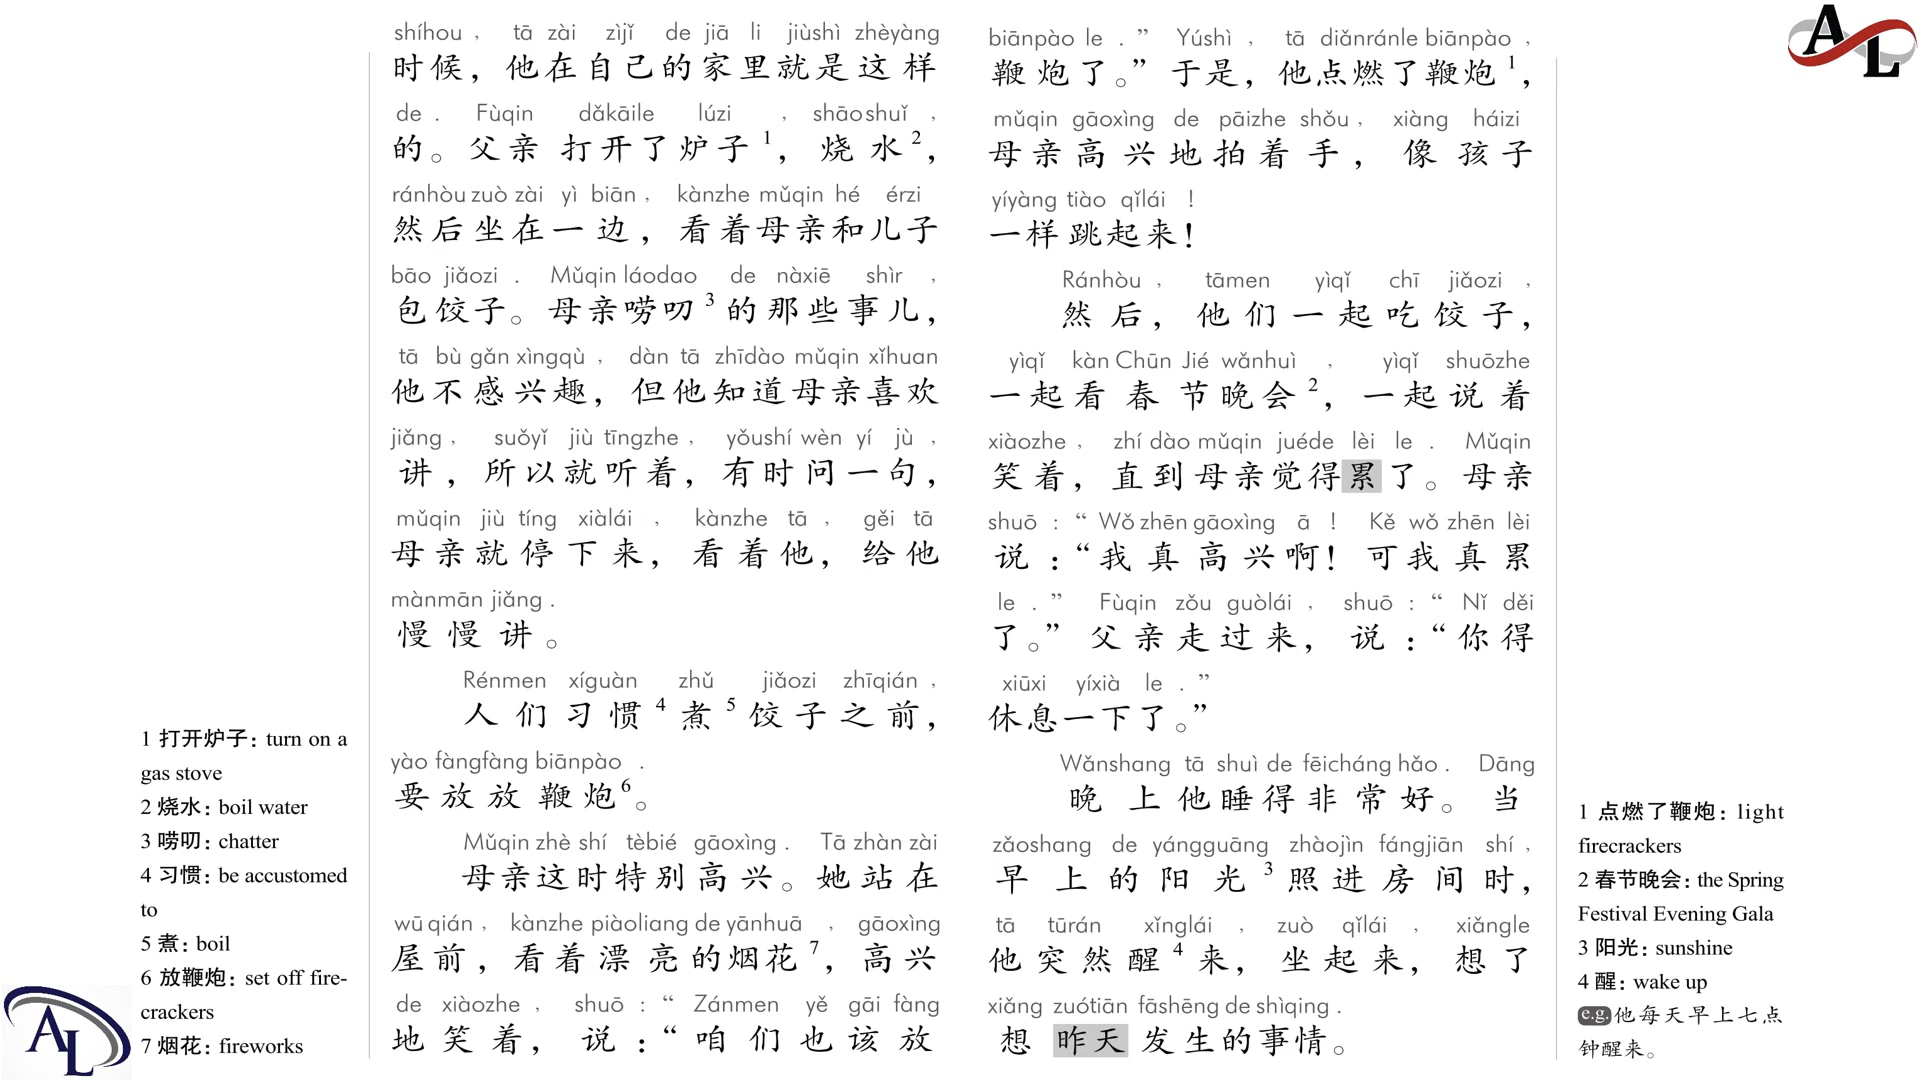 shíhou , tā zài zìjǐ de jiā li jiùshì zhèyàng
时候，他在自己的家里就是这样
de . Fùqin dǎkāile lúzi , shāoshuǐ ,
的。父亲打开了炉子1，烧水2，
ránhòu zuò zài yì biān , kànzhe mǔqin hé érzi
然后坐在一边，看着母亲和儿子
bāo jiǎozi . Mǔqin láodao de nàxiē shìr ,
包饺子。母亲唠叨3的那些事儿，
tā bù gǎn xìngqù , dàn tā zhīdào mǔqin xǐhuan
他不感兴趣，但他知道母亲喜欢
jiǎng , suǒyǐ jiù tīngzhe , yǒushí wèn yí jù ,
讲，所以就听着，有时问一句，
mǔqin jiù tíng xiàlái , kànzhe tā , gěi tā
母亲就停下来，看着他，给他
mànmān jiǎng .
慢慢讲。
Rénmen xíguàn zhǔ jiǎozi zhīqián ,
人们习惯4煮5饺子之前，
yào fàngfàng biānpào .
要放放鞭炮6。
Mǔqin zhè shí tèbié gāoxìng . Tā zhàn zài
母亲这时特别高兴。她站在
wū qián , kànzhe piàoliang de yānhuā , gāoxìng
屋前，看着漂亮的烟花7，高兴
de xiàozhe , shuō : “ Zánmen yě gāi fàng
地笑着，说：“咱们也该放
1 打开炉子: turn on a
gas stove
2 烧水: boil water
3 唠叨: chatter
4 习惯: be accustomed
to
5 煮: boil
6 放鞭炮: set off fire-
crackers
7 烟花: fireworks
biānpào le . ” Yúshì , tā diǎnránle biānpào ,
鞭炮了。”于是，他点燃了鞭炮1，
mǔqin gāoxìng de pāizhe shǒu , xiàng háizi
母亲高兴地拍着手，像孩子
yíyàng tiào qǐlái !
一样跳起来！
Ránhòu , tāmen yìqǐ chī jiǎozi ,
然后，他们一起吃饺子，
yìqǐ kàn Chūn Jié wǎnhuì , yìqǐ shuōzhe
一起看春节晚会2，一起说着
xiàozhe , zhí dào mǔqin juéde lèi le . Mǔqin
笑着，直到母亲觉得累了。母亲
shuō : “ Wǒ zhēn gāoxìng ā ! Kě wǒ zhēn lèi
说：“我真高兴啊！可我真累
le . ” Fùqin zǒu guòlái , shuō : “ Nǐ děi
了。”父亲走过来，说：“你得
xiūxi yíxià le . ”
休息一下了。”
Wǎnshang tā shuì de fēicháng hǎo . Dāng
晚上他睡得非常好。当
zǎoshang de yángguāng zhàojìn fángjiān shí ,
早上的阳光3照进房间时，
tā tūrán xǐnglái , zuò qǐlái , xiǎngle
他突然醒4来，坐起来，想了
xiǎng zuótiān fāshēng de shìqing .
想昨天发生的事情。
1 点燃了鞭炮: light
firecrackers
2 春节晚会: the Spring
Festival Evening Gala
3 阳光: sunshine
4 醒: wake up
e.g. 他每天早上七点
钟醒来。
AL
AL